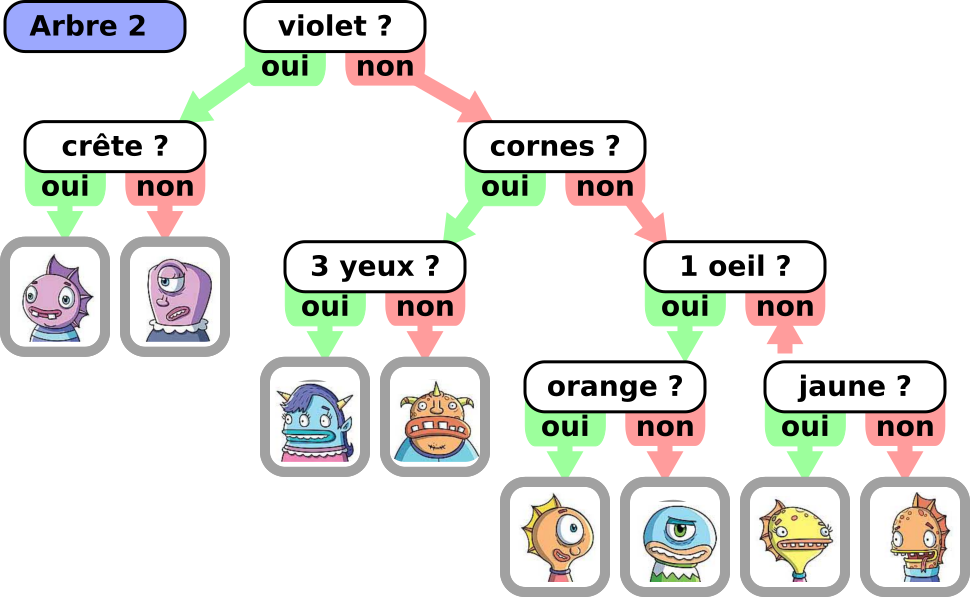 Arbre 2
violet ?
oui non
crête ?
oui non
cornes ?
oui non
3 yeux ?
oui non
1 oeil ?
oui non
orange ?
oui non
jaune ?
oui non